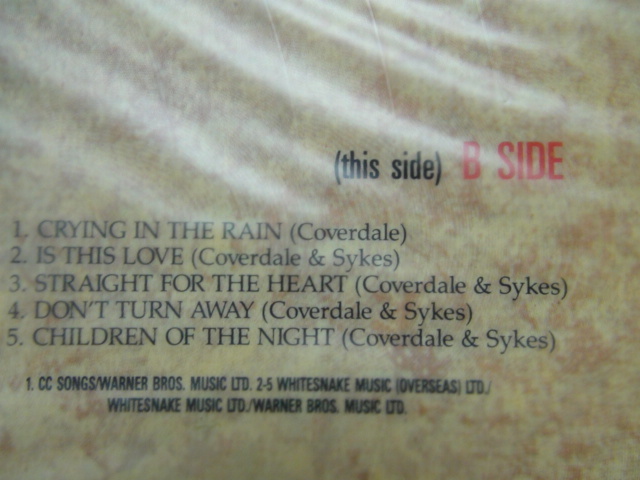 (this side) B SIDE
1. CRYING IN THE RAIN (Coverdale)
2. IS THIS LOVE (Coverdale & Sykes)
3. STRAIGHT FOR THE HEART (Coverdale & Sykes)
4. DON'T TURN AWAY (Coverdale & Sykes)
5. CHILDREN OF THE NIGHT (Coverdale & Sykes)
1. CC SONGS/WARNER BROS. MUSIC LTD. 2-5 WHITESNAKE MUSIC (OVERSEAS) LTD./
WHITESNAKE MUSIC LTD./WARNER BROS. MUSIC LTD.